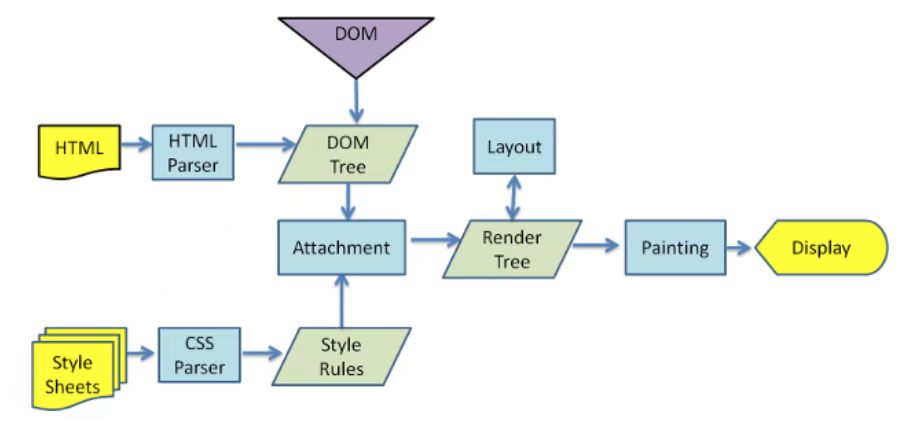 DOM
HTML
HTML
Parser
DOM
Tree
Layout
Attachment
Render
Tree
Painting
Display
Style
Sheets
CSS
Parser
Style
Rules